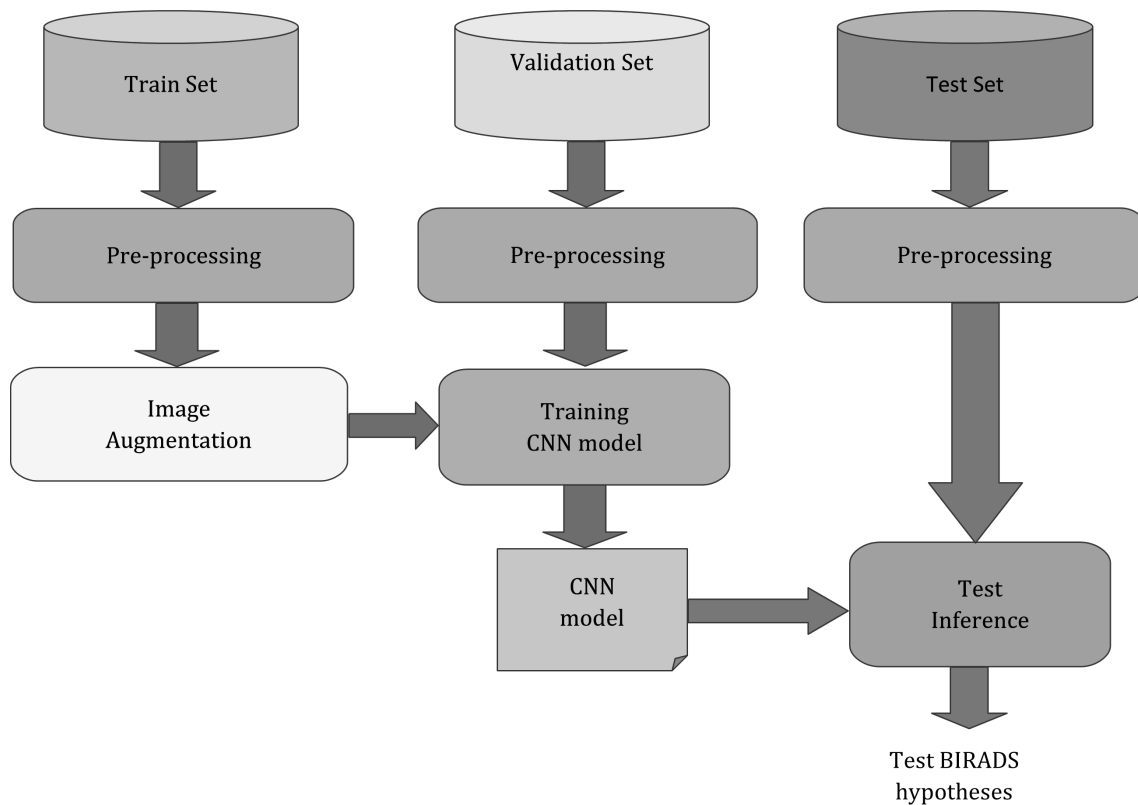 Train Set
Validation Set
Test Set
Pre-processing
Pre-processing
Pre-processing
Image
Augmentation
Training
CNN model
CNN
model
Test
Inference
Test BIRADS
hypotheses